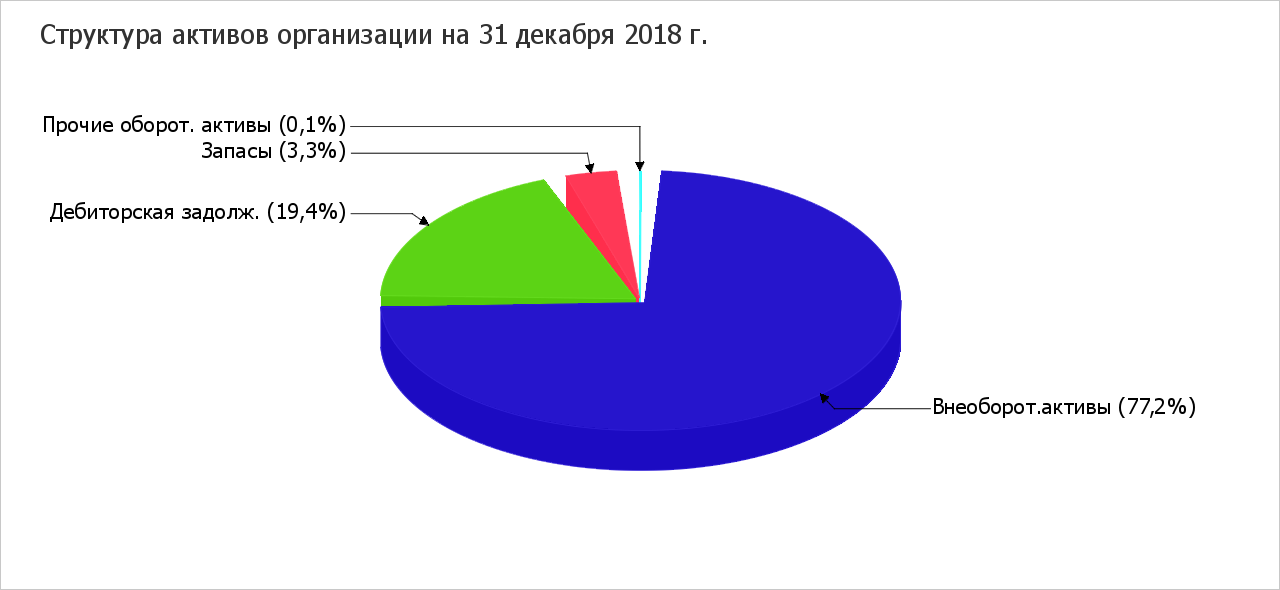 Структура активов организации на 31 декабря 2018 г.
Прочие оборот. активы (0,1%)
Запасы (3,3%)
Дебиторская задолж. (19,4%)
Внеоборот.активы (77,2%)